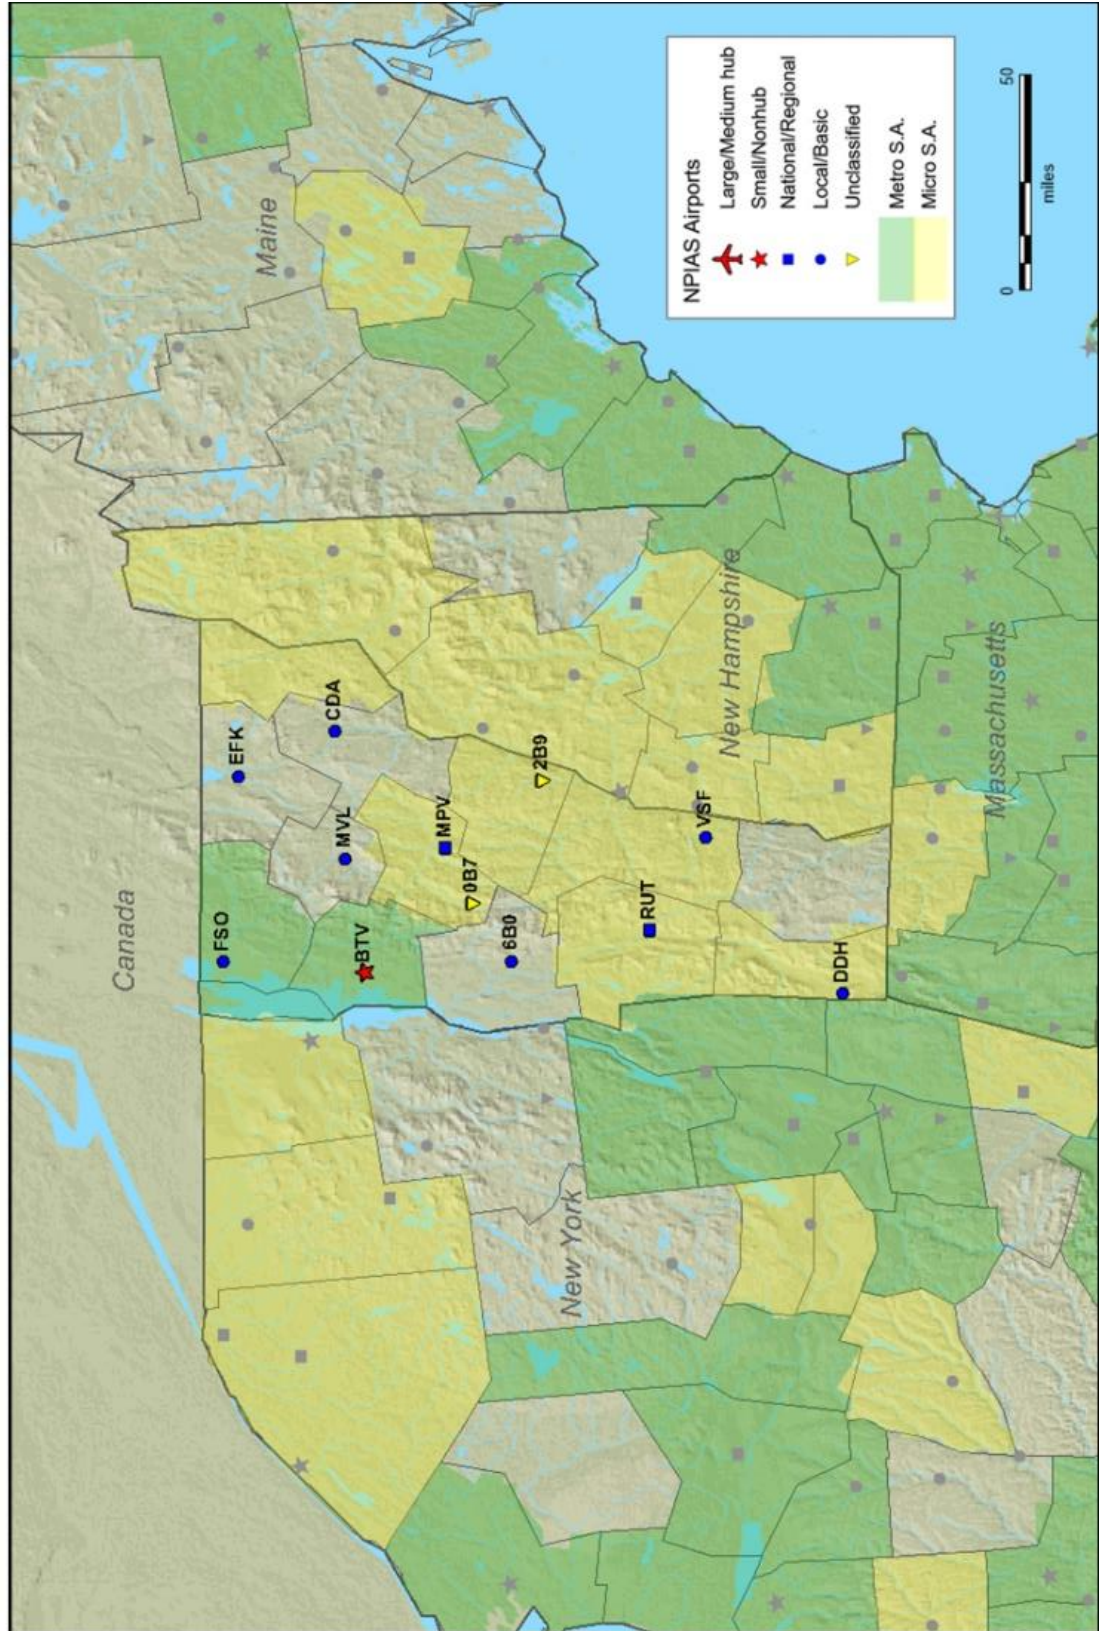 Canada
Maine
FSO
EFK
BTV
MVL
CDA
0B7
MPV
6B0
2B9
RUT
VSF
DDH
New York
New Hampshire
Massachusetts
NPIAS Airports
Large/Medium hub
Small/Nonhub
National/Regional
Local/Basic
Unclassified
Metro S.A.
Micro S.A.
0 50
miles